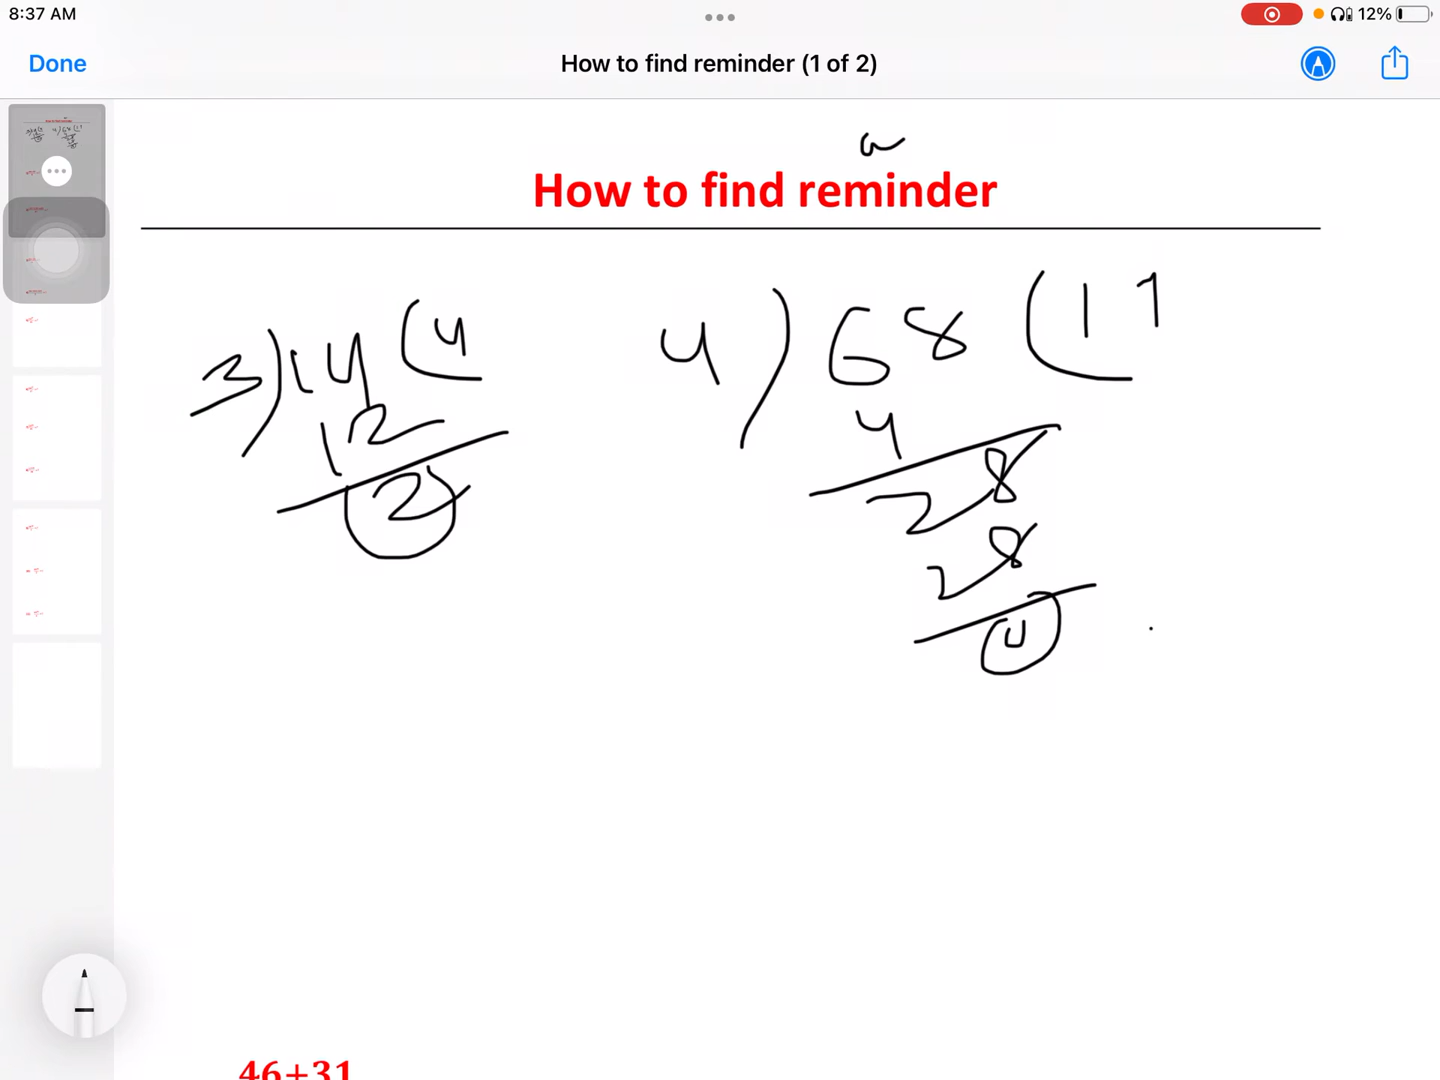 8:37 AM
12%
Done
How to find reminder (1 of 2)
a
How to find reminder
3)14(4
12
2
4)68(17
4
28
28
0
46+31